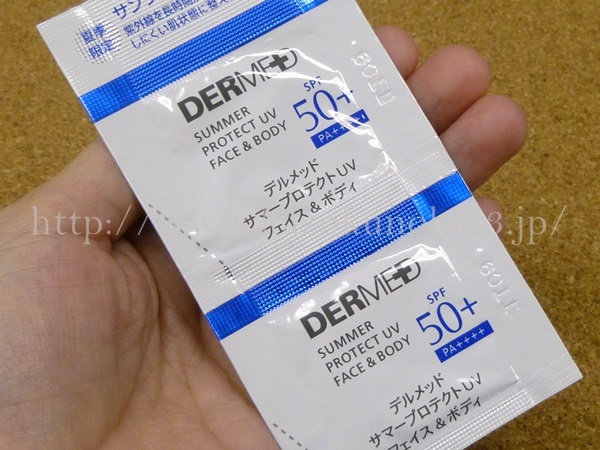 夏季
限定
紫外線を長時間
しにくい肌状態に整え
DERMED
SUMMER
PROTECT UV
FACE & BODY
SPF
50+
PA++++
デルメッド
サマープロテクトUV
フェイス&ボディ
DERMED
SUMMER
PROTECT UV
FACE & BODY
SPF
50+
PA++++
デルメッド
サマープロテクトUV
フェイス&ボディ